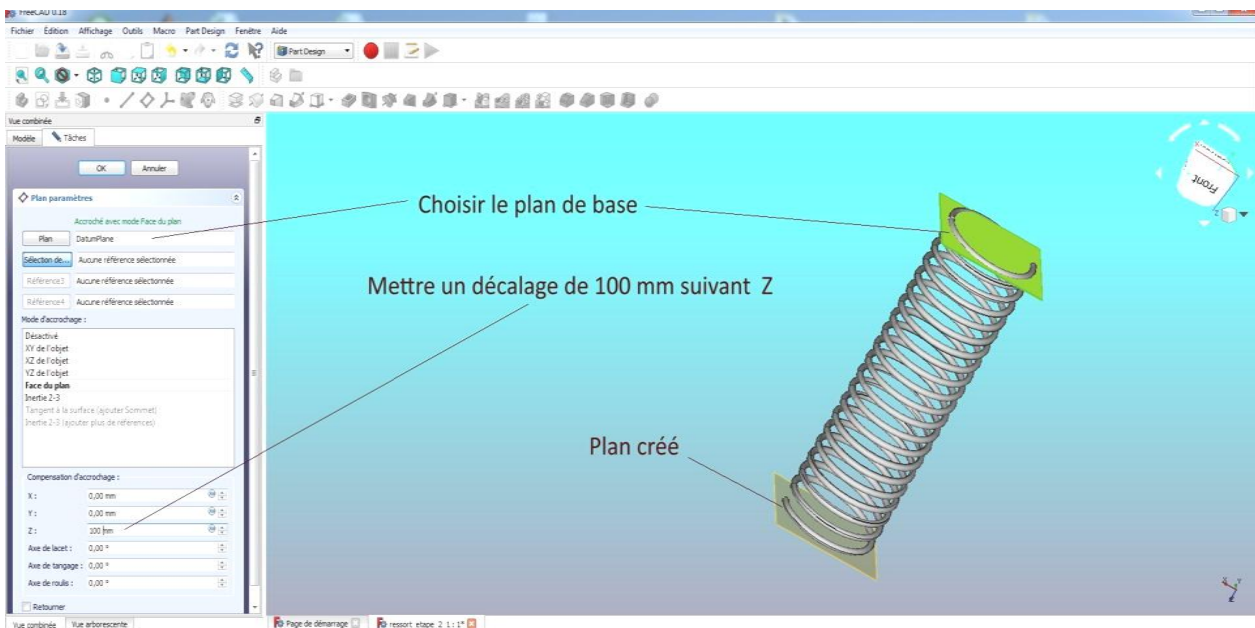 FreeCAD 0.18
Fichier Edition Affichage Outils Macro Part Design Fenêtre Aide
Part Design
Vue combinée
Modèle Tâches
OK Annuler
Plan paramètres
Accroché avec mode Face du plan
Plan DatumPlane
Sélection de... Aucune référence sélectionnée
Référence3 Aucune référence sélectionnée
Référence4 Aucune référence sélectionnée
Mode d'accrochage :
Désactivé
XY de l'objet
XZ de l'objet
YZ de l'objet
Face du plan
Inertie 2-3
Tangent à la surface (ajouter Sommet)
Inertie 2-3 (ajouter plus de références)
Compensation d'accrochage :
X : 0,00 mm
Y : 0,00 mm
Z : 100 mm
Axe de lacet : 0,00 °
Axe de tangage : 0,00 °
Axe de roulis : 0,00 °
Retourner
Vue combinée Vue arborescente
Choisir le plan de base
Mettre un décalage de 100 mm suivant Z
Plan créé
Front
Z
X Y
Z
Page de démarrage ressort etape 2 1 : 1*